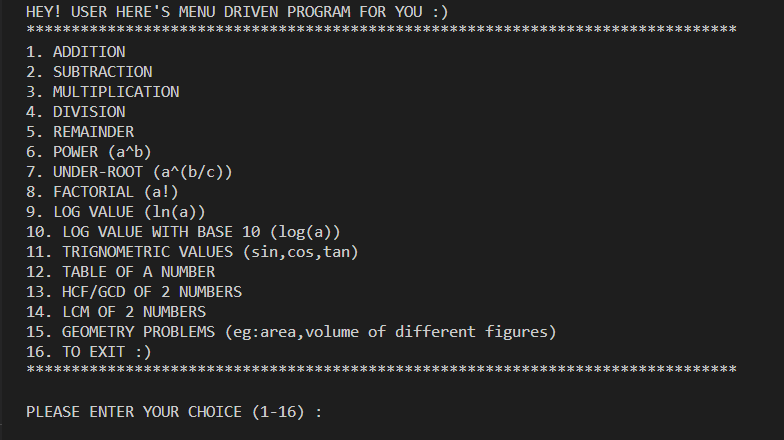 HEY! USER HERE'S MENU DRIVEN PROGRAM FOR YOU :)
*******************************************************************************
1. ADDITION
2. SUBTRACTION
3. MULTIPLICATION
4. DIVISION
5. REMAINDER
6. POWER (a^b)
7. UNDER-ROOT (a^(b/c))
8. FACTORIAL (a!)
9. LOG VALUE (ln(a))
10. LOG VALUE WITH BASE 10 (log(a))
11. TRIGNOMETRIC VALUES (sin,cos,tan)
12. TABLE OF A NUMBER
13. HCF/GCD OF 2 NUMBERS
14. LCM OF 2 NUMBERS
15. GEOMETRY PROBLEMS (eg:area,volume of different figures)
16. TO EXIT :)
*******************************************************************************
PLEASE ENTER YOUR CHOICE (1-16) :